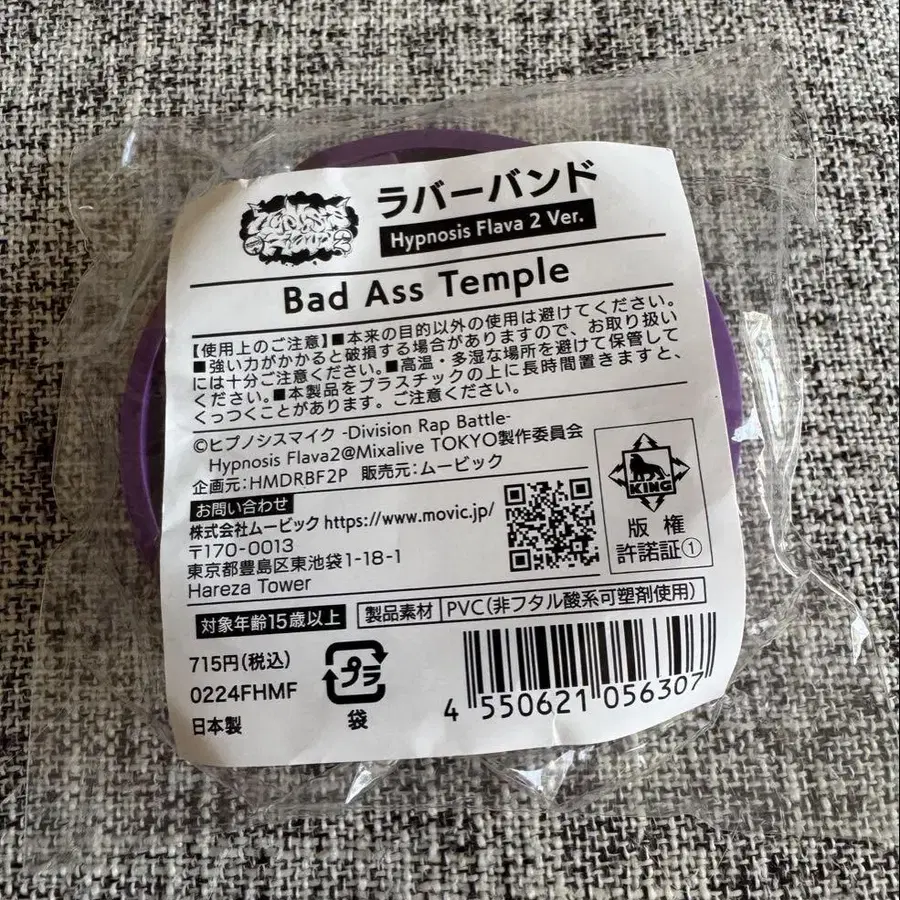 ラバーバンド
Hypnosis Flava 2 Ver.
Bad Ass Temple
【使用上のご注意】■本来の目的以外の使用は避けてください。
■強い力がかかると破損する場合がありますので、お取り扱い
には十分ご注意ください。■高温・多湿な場所を避けて保管して
ください。■本製品をプラスチックの上に長時間置きますと、
くっつくことがあります。ご注意ください。
©ヒプノシスマイク -Division Rap Battle-
Hypnosis Flava2@Mixalive TOKYO製作委員会
企画元:HMDRBF2P 販売元:ムービック
お問い合わせ
株式会社ムービック https://www.movic.jp/
〒170-0013
東京都豊島区東池袋1-18-1
Hareza Tower
KING
版権
許諾証①
対象年齢15歳以上
製品素材 PVC(非フタル酸系可塑剤使用)
715円(税込)
0224FHMF
日本製
プラ
袋
4 550621 056307